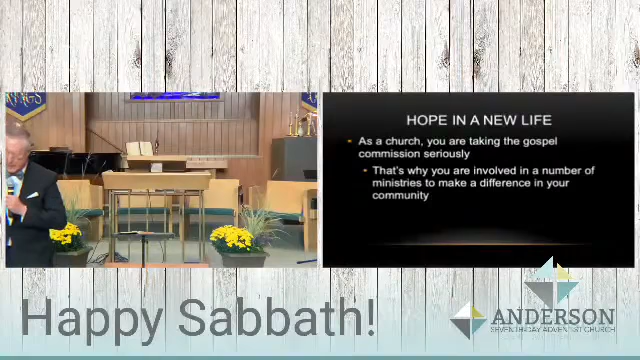 INGS
HOPE IN A NEW LIFE
As a church, you are taking the gospel
commission seriously
That's why you are involved in a number of
ministries to make a difference in your
community
Happy Sabbath!
ANDERSON
SEVENTH-DAY ADVENTIST CHURCH